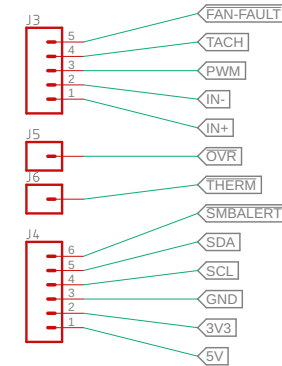 J3
5 FAN-FAULT
4 TACH
3 PWM
2 IN-
1 IN+
J5
OVR
J6
THERM
J4
SMBALERT
6
5 SDA
4 SCL
3 GND
2 3V3
1 5V